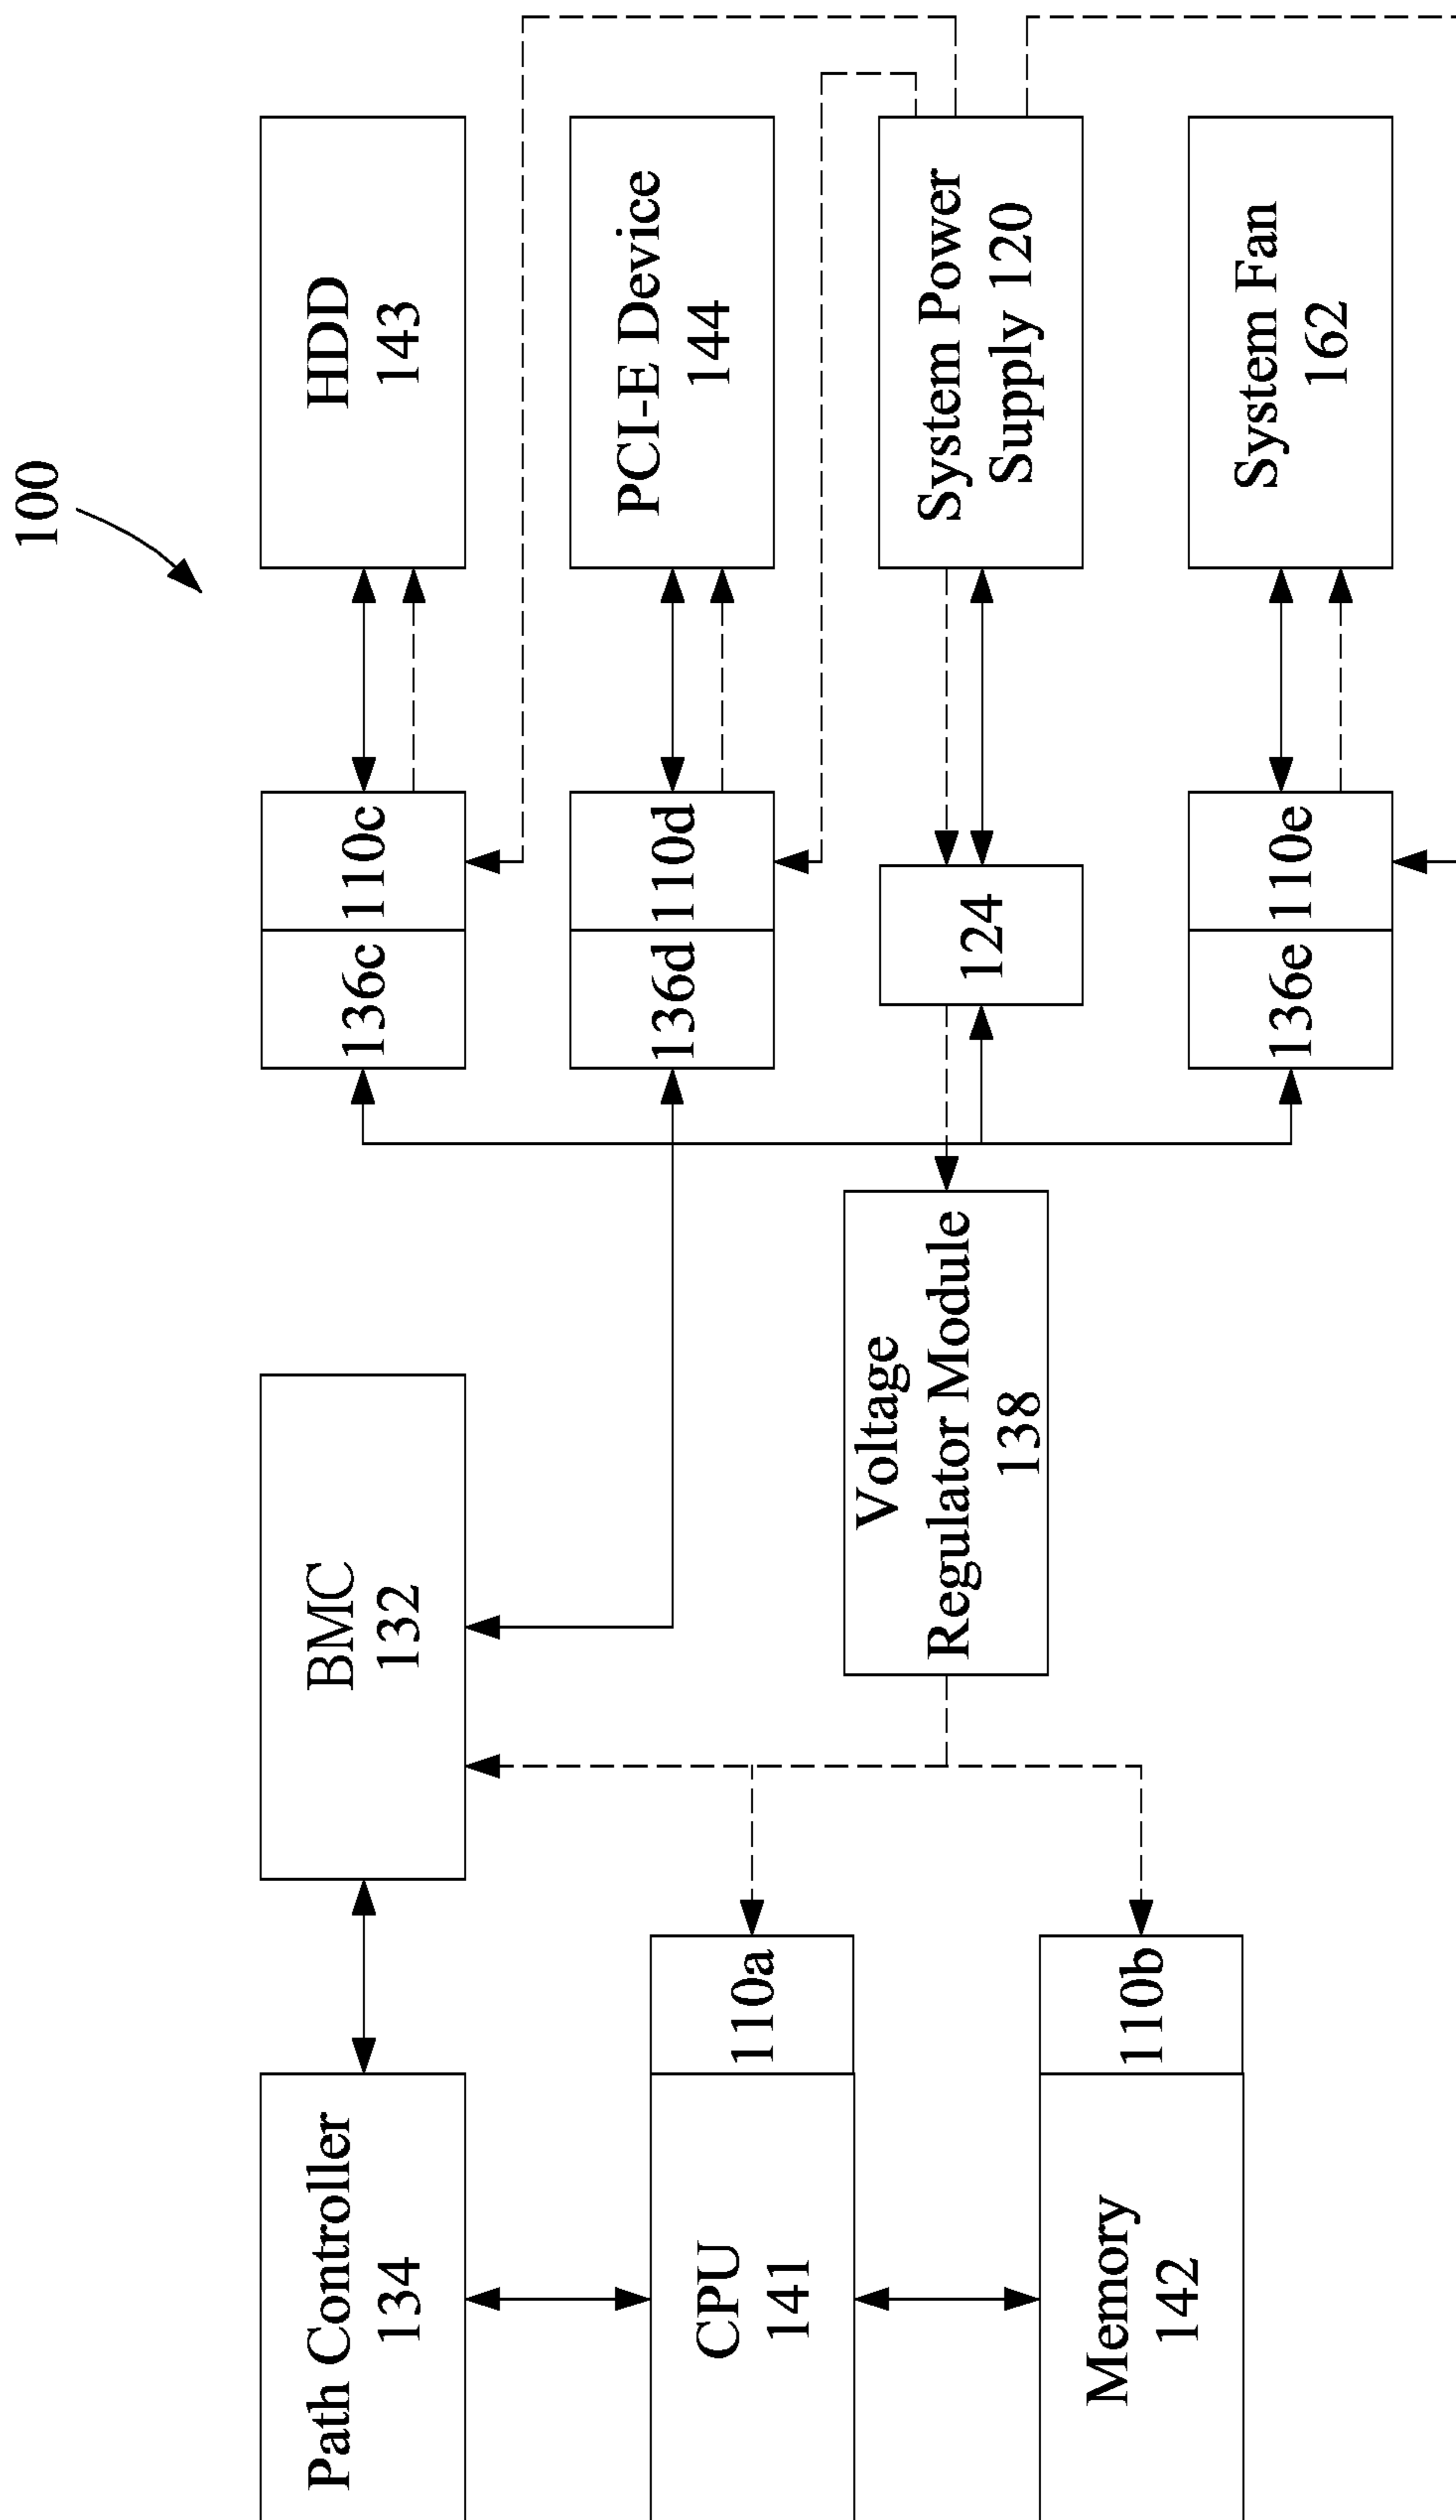 100
Path Controller
134
BMC
132
136c
110c
HDD
143
CPU
141
110a
136d
110d
PCI-E Device
144
Voltage
Regulator Module
138
124
System Power
Supply 120
Memory
142
110b
136e
110e
System Fan
162